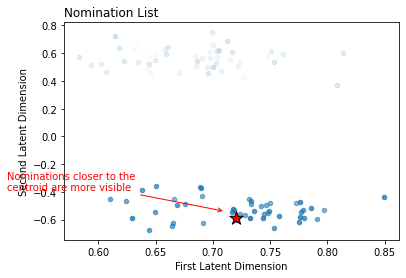 Nomination List
Second Latent Dimension
0.8
0.6
0.4
0.2
0.0
−0.2
−0.4
−0.6
Nominations closer to the
centroid are more visible
0.60
0.65
0.70
0.75
0.80
0.85
First Latent Dimension